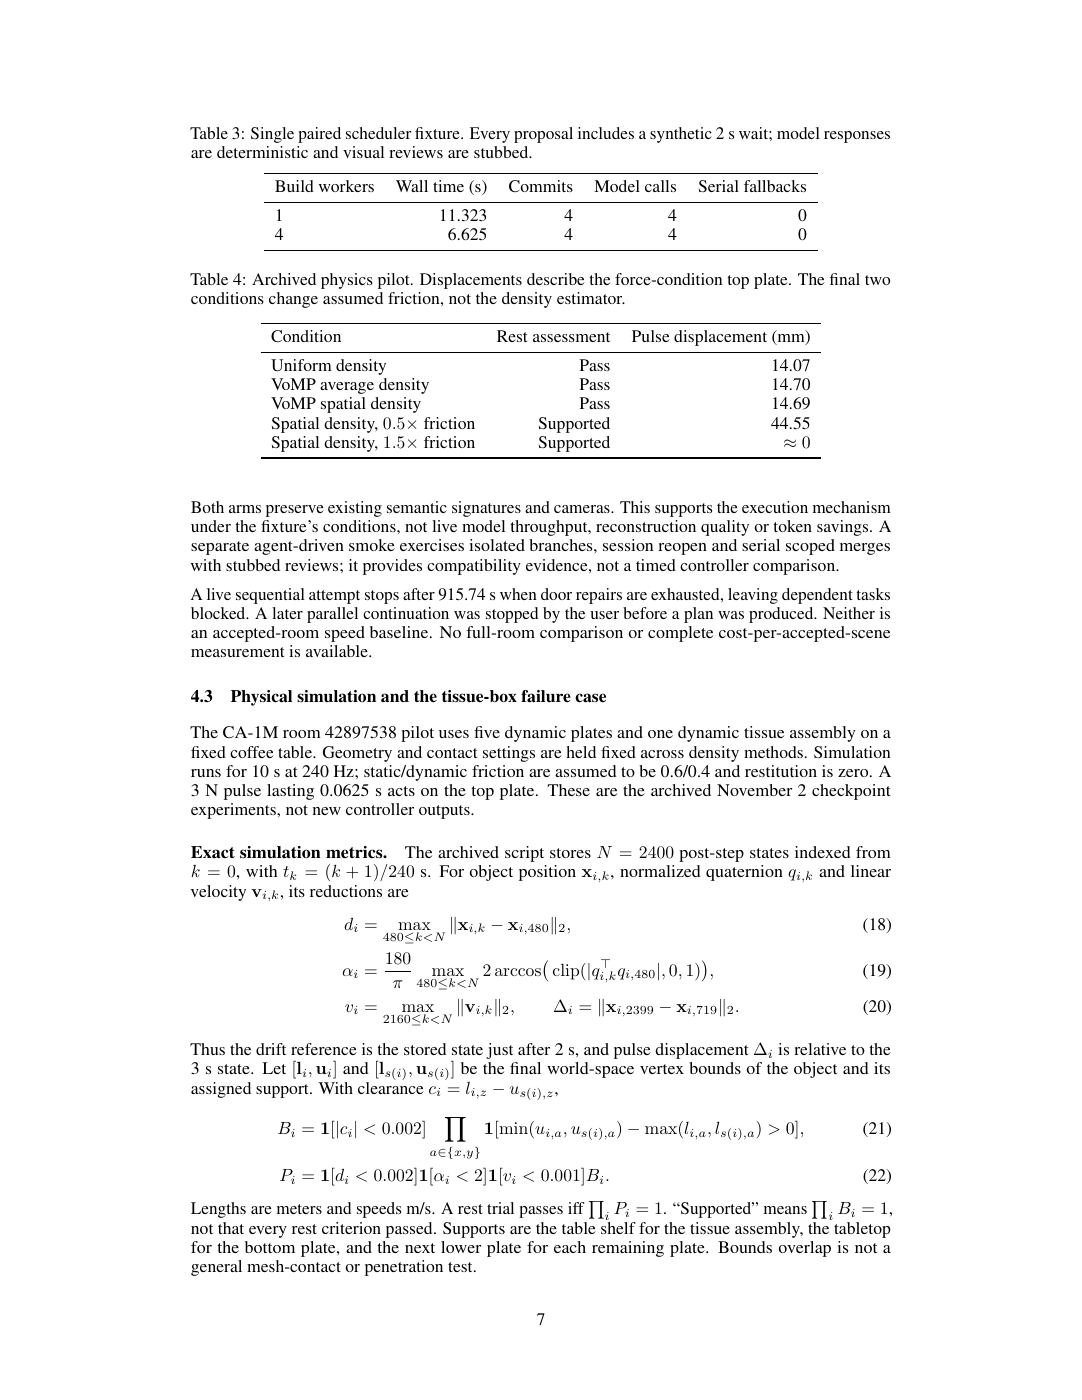 Table 3: Single paired scheduler fixture. Every proposal includes a synthetic 2 s wait; model responses
are deterministic and visual reviews are stubbed.
Build workers Wall time (s) Commits Model calls Serial fallbacks
1 11.323 4 4 0
4 6.625 4 4 0
Table 4: Archived physics pilot. Displacements describe the force-condition top plate. The final two
conditions change assumed friction, not the density estimator.
Condition Rest assessment Pulse displacement (mm)
Uniform density Pass 14.07
VoMP average density Pass 14.70
VoMP spatial density Pass 14.69
Spatial density, 0.5× friction Supported 44.55
Spatial density, 1.5× friction Supported ≈ 0
Both arms preserve existing semantic signatures and cameras. This supports the execution mechanism
under the fixture's conditions, not live model throughput, reconstruction quality or token savings. A
separate agent-driven smoke exercises isolated branches, session reopen and serial scoped merges
with stubbed reviews; it provides compatibility evidence, not a timed controller comparison.
A live sequential attempt stops after 915.74 s when door repairs are exhausted, leaving dependent tasks
blocked. A later parallel continuation was stopped by the user before a plan was produced. Neither is
an accepted-room speed baseline. No full-room comparison or complete cost-per-accepted-scene
measurement is available.
4.3 Physical simulation and the tissue-box failure case
The CA-1M room 42897538 pilot uses five dynamic plates and one dynamic tissue assembly on a
fixed coffee table. Geometry and contact settings are held fixed across density methods. Simulation
runs for 10 s at 240 Hz; static/dynamic friction are assumed to be 0.6/0.4 and restitution is zero. A
3 N pulse lasting 0.0625 s acts on the top plate. These are the archived November 2 checkpoint
experiments, not new controller outputs.
Exact simulation metrics. The archived script stores N = 2400 post-step states indexed from
k = 0, with t_k = (k + 1)/240 s. For object position x_{i,k}, normalized quaternion q_{i,k} and linear
velocity v_{i,k}, its reductions are
d_i = max_{480≤k<N} ‖x_{i,k} − x_{i,480}‖_2, (18)
α_i = 180/π max_{480≤k<N} 2 arccos(clip(|q_{i,k}^⊤ q_{i,480}|, 0, 1)), (19)
v_i = max_{2160≤k<N} ‖v_{i,k}‖_2, Δ_i = ‖x_{i,2399} − x_{i,719}‖_2. (20)
Thus the drift reference is the stored state just after 2 s, and pulse displacement Δ_i is relative to the
3 s state. Let [l_i, u_i] and [l_{s(i)}, u_{s(i)}] be the final world-space vertex bounds of the object and its
assigned support. With clearance c_i = l_{i,z} − u_{s(i),z},
B_i = 1[|c_i| < 0.002] ∏_{a∈{x,y}} 1[min(u_{i,a}, u_{s(i),a}) − max(l_{i,a}, l_{s(i),a}) > 0], (21)
P_i = 1[d_i < 0.002]1[α_i < 2]1[v_i < 0.001]B_i. (22)
Lengths are meters and speeds m/s. A rest trial passes iff ∏_i P_i = 1. “Supported” means ∏_i B_i = 1,
not that every rest criterion passed. Supports are the table shelf for the tissue assembly, the tabletop
for the bottom plate, and the next lower plate for each remaining plate. Bounds overlap is not a
general mesh-contact or penetration test.
7